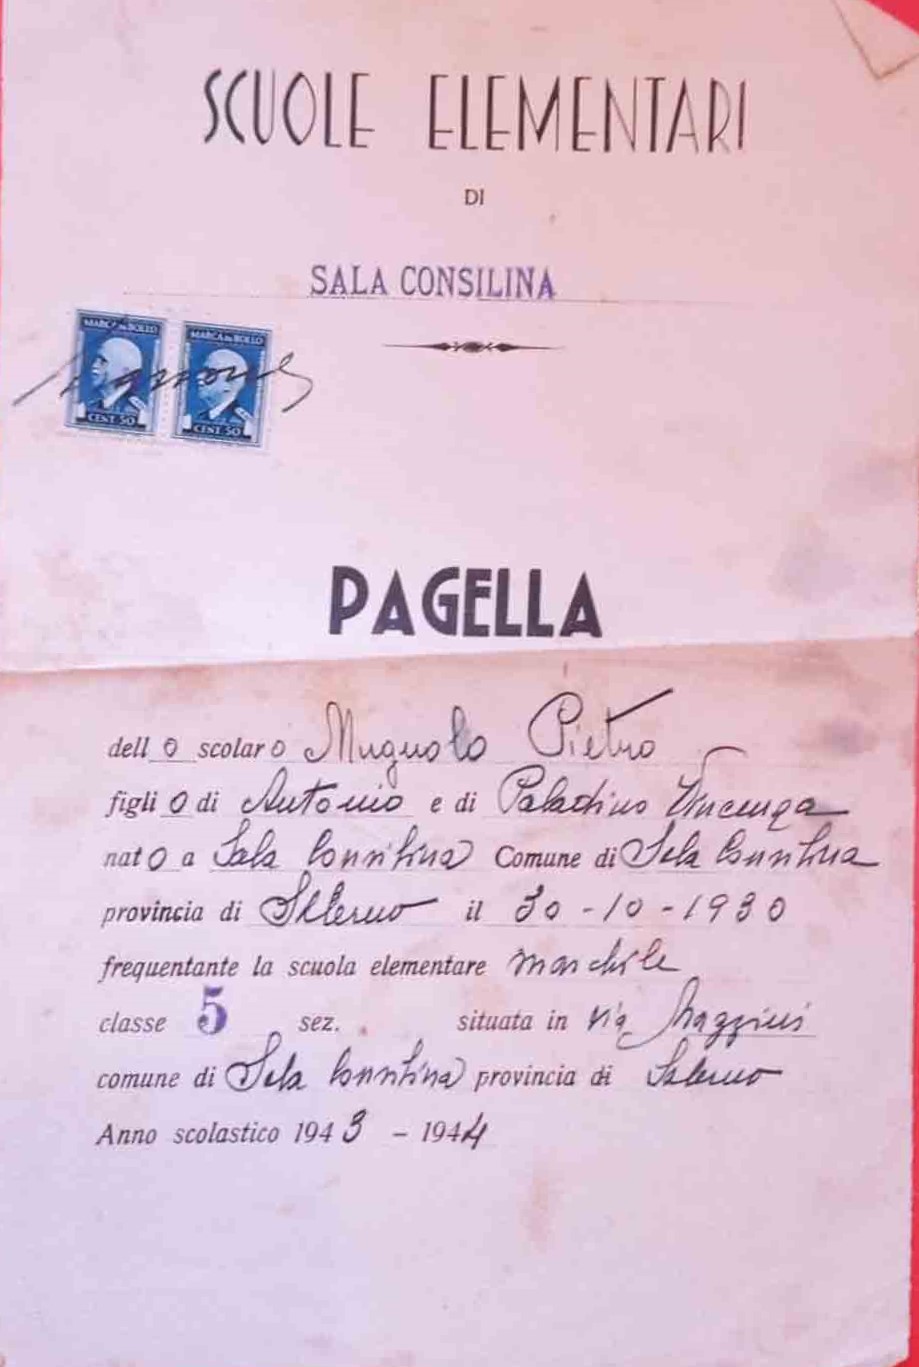 SCUOLE ELEMENTARI
DI
SALA CONSILINA
MARCA DA BOLLO MARCA DA BOLLO
CENT. 50 CENT. 50
PAGELLA
dell o scolar o Mugnolo Pietro
figli o di Antonio e di Paladino Vincenza
nat o a Sala Consilina Comune di Sala Consilina
provincia di Salerno il 30-10-1930
frequentante la scuola elementare maschile
classe 5 sez. situata in via Mazzini
comune di Sala Consilina provincia di Salerno
Anno scolastico 1943 - 1944